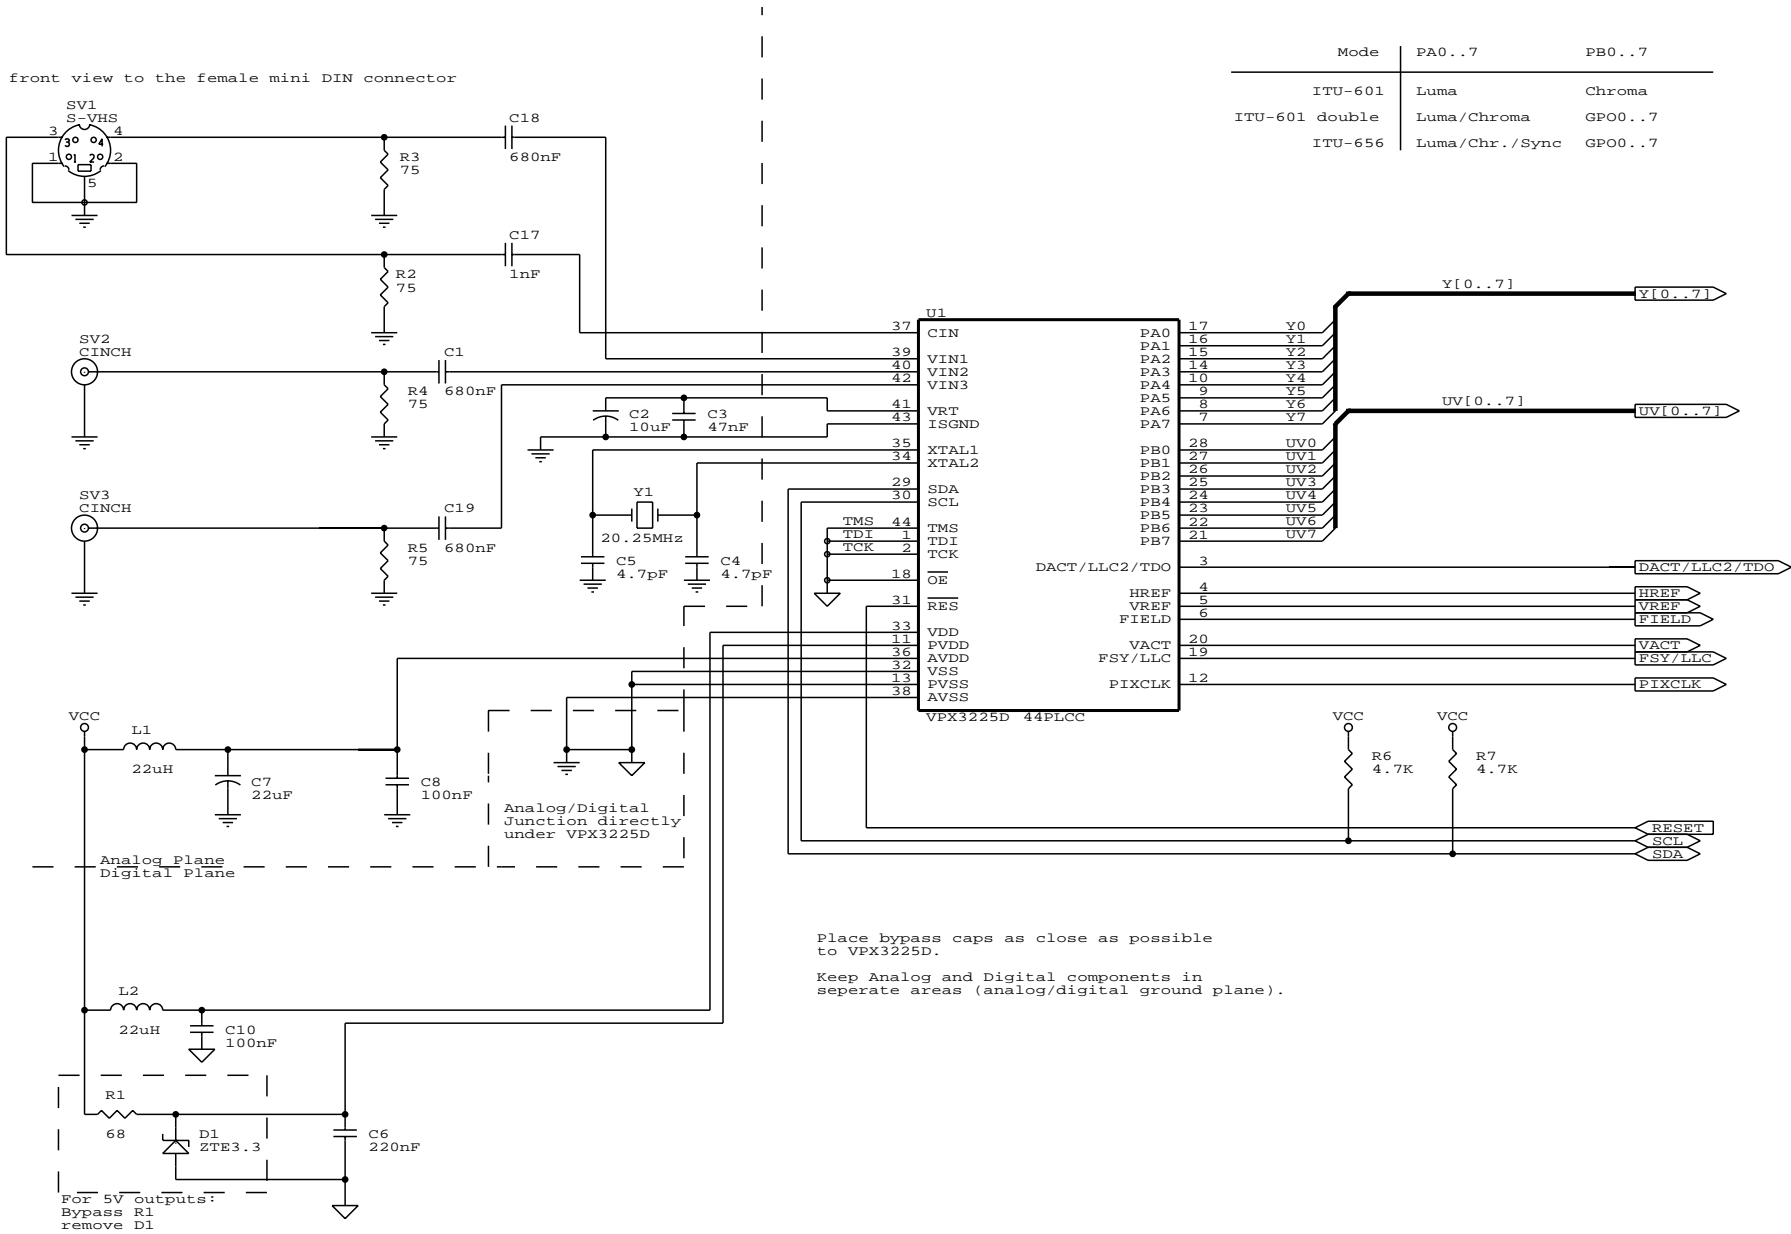 front view to the female mini DIN connector
SV1
S-VHS
3
4
3
4
1
1
2
2
5
R3
75
C18
680nF
R2
75
C17
1nF
SV2
CINCH
R4
75
C1
680nF
SV3
CINCH
R5
75
C19
680nF
C2
10uF
C3
47nF
Y1
20.25MHz
C5
4.7pF
C4
4.7pF
TMS
TDI
TCK
Mode PA0..7 PB0..7
ITU-601 Luma Chroma
ITU-601 double Luma/Chroma GPO0..7
ITU-656 Luma/Chr./Sync GPO0..7
U1
37 CIN
39 VIN1
40 VIN2
42 VIN3
41 VRT
43 ISGND
35 XTAL1
34 XTAL2
29 SDA
30 SCL
44 TMS
1 TDI
2 TCK
18 OE
31 RES
33 VDD
11 PVDD
36 AVDD
32 VSS
13 PVSS
38 AVSS
PA0 17 Y0
PA1 16 Y1
PA2 15 Y2
PA3 14 Y3
PA4 10 Y4
PA5 9 Y5
PA6 8 Y6
PA7 7 Y7
PB0 28 UV0
PB1 27 UV1
PB2 26 UV2
PB3 25 UV3
PB4 24 UV4
PB5 23 UV5
PB6 22 UV6
PB7 21 UV7
DACT/LLC2/TDO 3
HREF 4
VREF 5
FIELD 6
VACT 20
FSY/LLC 19
PIXCLK 12
VPX3225D 44PLCC
Y[0..7]
Y[0..7]
UV[0..7]
UV[0..7]
DACT/LLC2/TDO
HREF
VREF
FIELD
VACT
FSY/LLC
PIXCLK
VCC
R6
4.7K
VCC
R7
4.7K
RESET
SCL
SDA
VCC
L1
22uH
C7
22uF
C8
100nF
Analog/Digital
Junction directly
under VPX3225D
Analog Plane
Digital Plane
Place bypass caps as close as possible
to VPX3225D.
Keep Analog and Digital components in
seperate areas (analog/digital ground plane).
L2
22uH
C10
100nF
R1
68
D1
ZTE3.3
C6
220nF
For 5V outputs:
Bypass R1
remove D1